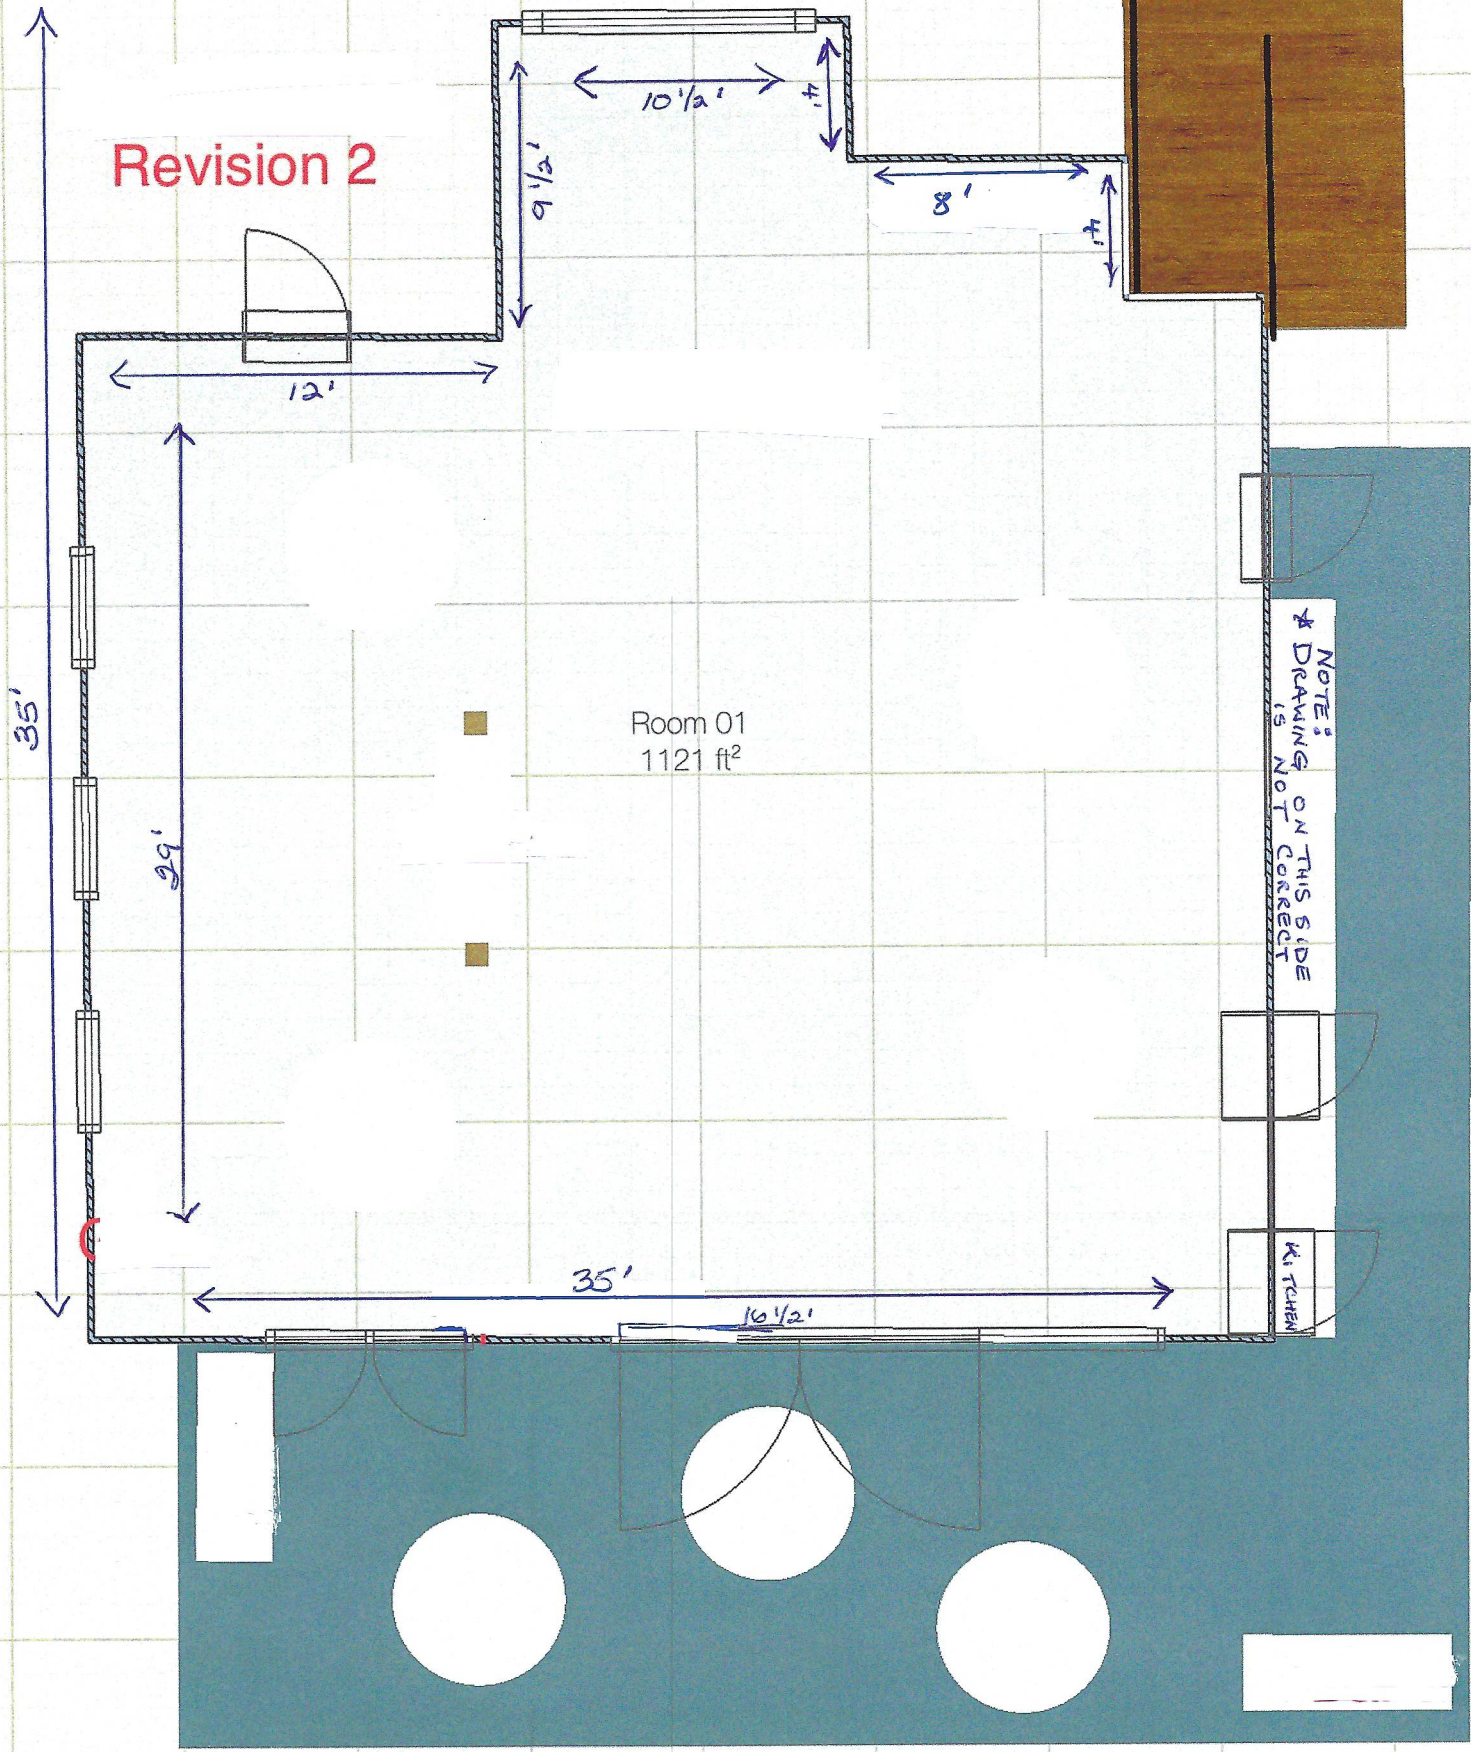 10 1/2'
4'
9 1/2'
Revision 2
8'
4'
12'
35'
29'
Room 01
1121 ft²
NOTE:
* DRAWING ON THIS SIDE
IS NOT CORRECT
35'
16 1/2'
KITCHEN